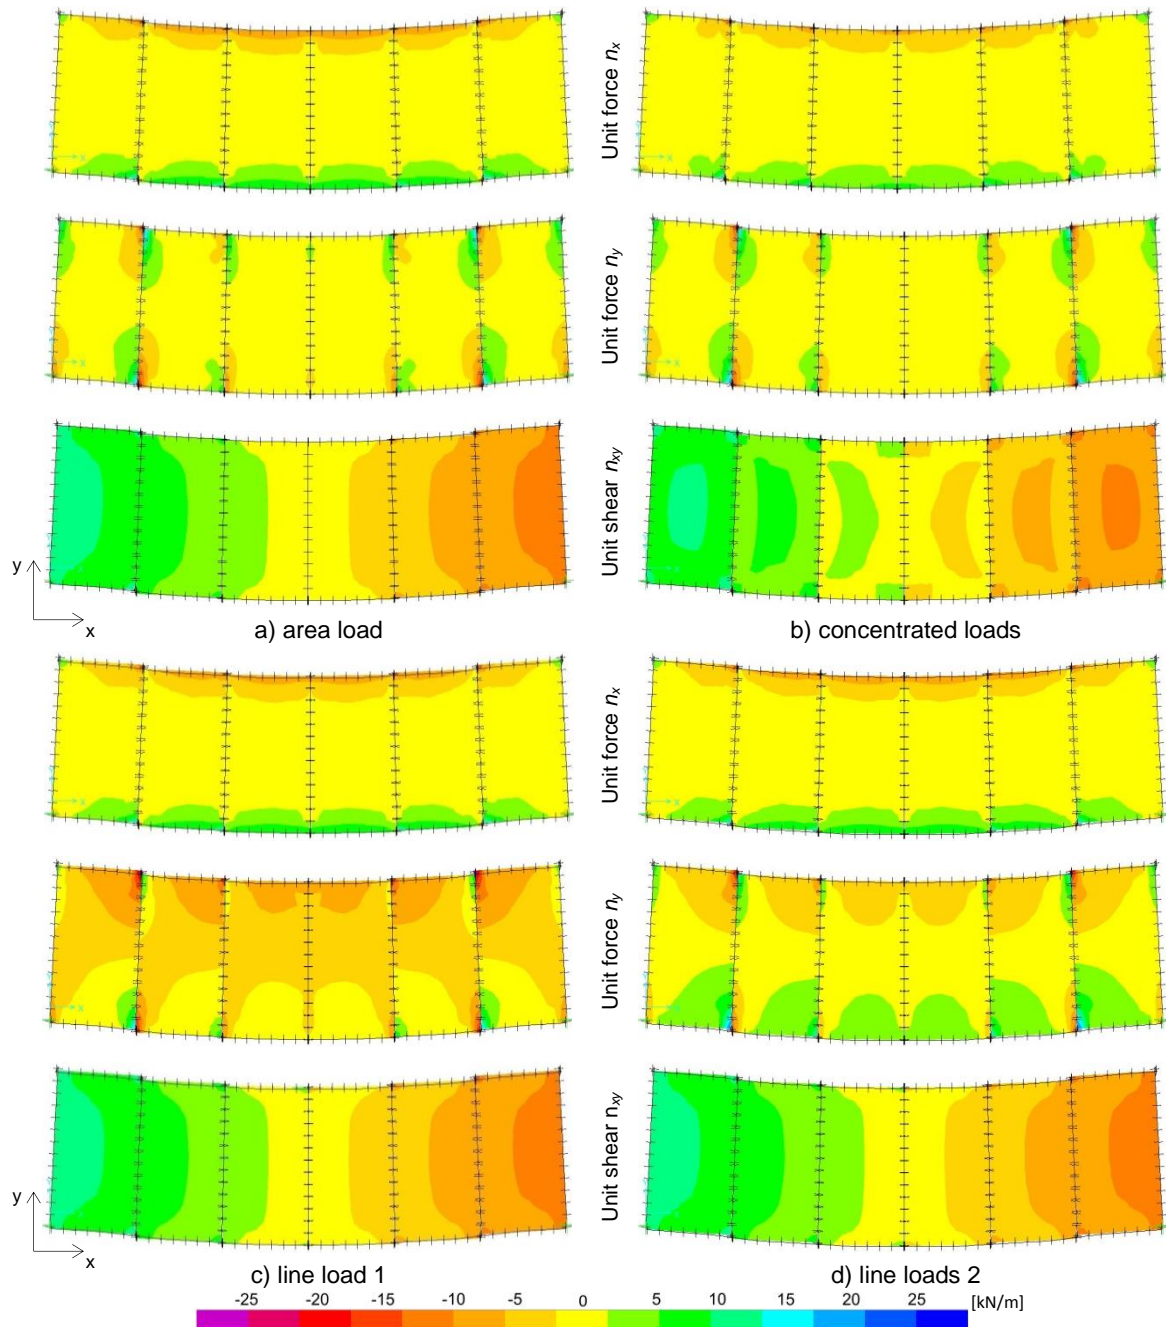 Unit force nx
Unit force ny
Unit shear nxy
y
x
a) area load
b) concentrated loads
Unit force nx
Unit force ny
Unit shear nxy
y
x
c) line load 1
d) line loads 2
-25 -20 -15 -10 -5 0 5 10 15 20 25 [kN/m]